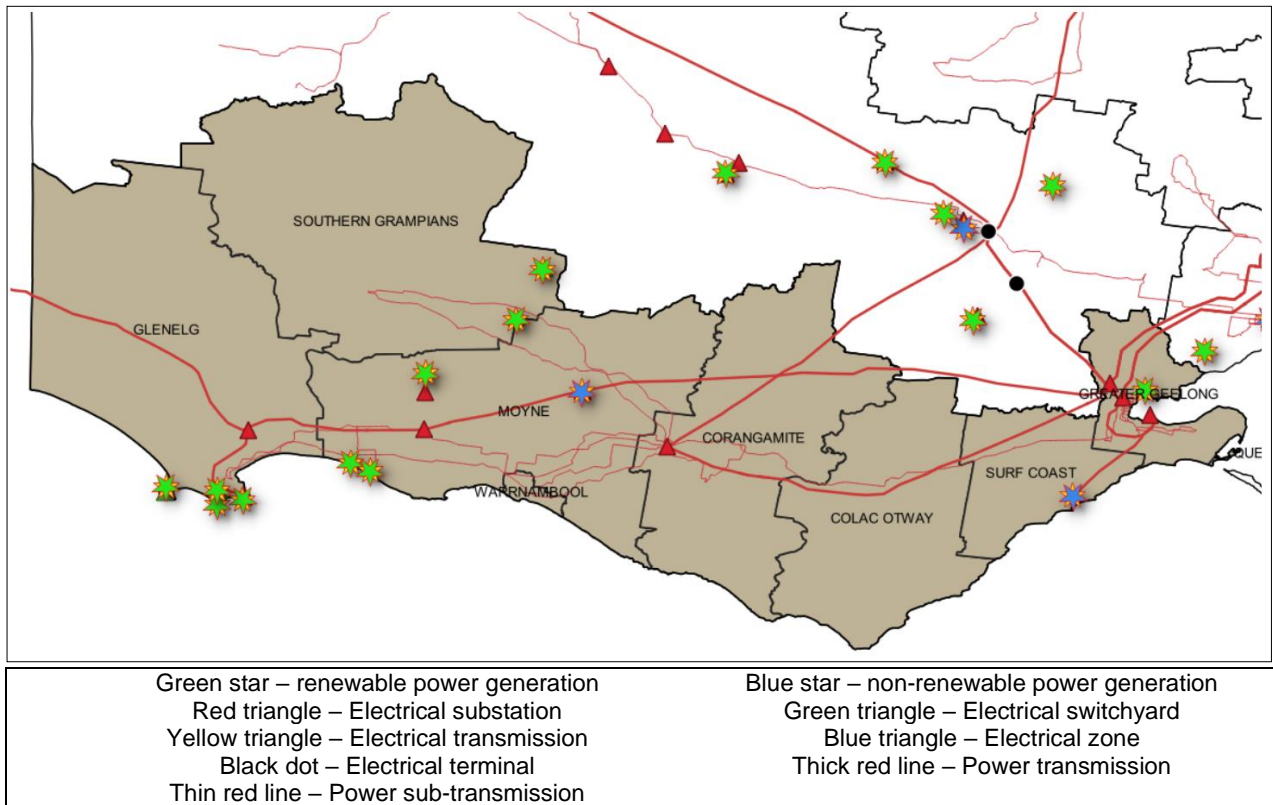 SOUTHERN GRAMPIANS
GLENELG
GREATER GEELONG
MOYNE
CORANGAMITE
QUE
SURF COAST
WARRNAMBOOL
COLAC OTWAY
Green star – renewable power generation
Blue star – non-renewable power generation
Red triangle – Electrical substation
Green triangle – Electrical switchyard
Yellow triangle – Electrical transmission
Blue triangle – Electrical zone
Black dot – Electrical terminal
Thick red line – Power transmission
Thin red line – Power sub-transmission